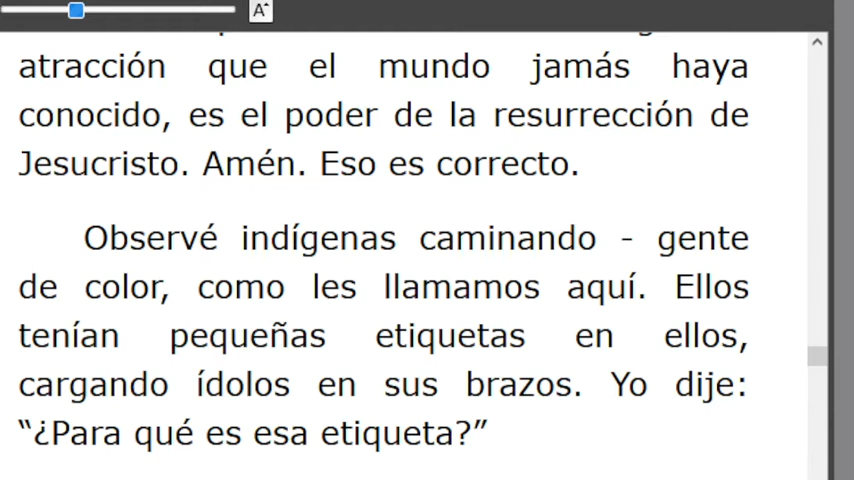 A
atracción que el mundo jamás haya
conocido, es el poder de la resurrección de
Jesucristo. Amén. Eso es correcto.
Observé indígenas caminando - gente
de color, como les llamamos aquí. Ellos
tenían pequeñas etiquetas en ellos,
cargando ídolos en sus brazos. Yo dije:
“¿Para qué es esa etiqueta?”